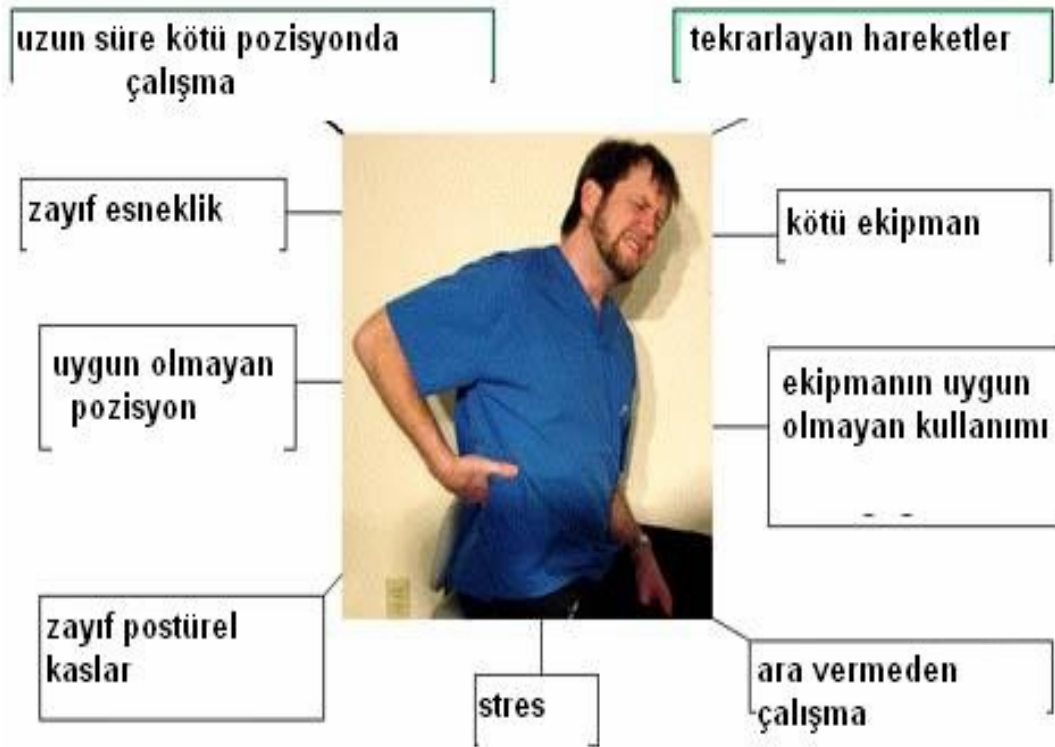 uzun süre kötü pozisyonda
çalışma
tekrarlayan hareketler
zayıf esneklik
kötü ekipman
uygun olmayan
pozisyon
ekipmanın uygun
olmayan kullanımı
zayıf postürel
kaslar
stres
ara vermeden
çalışma